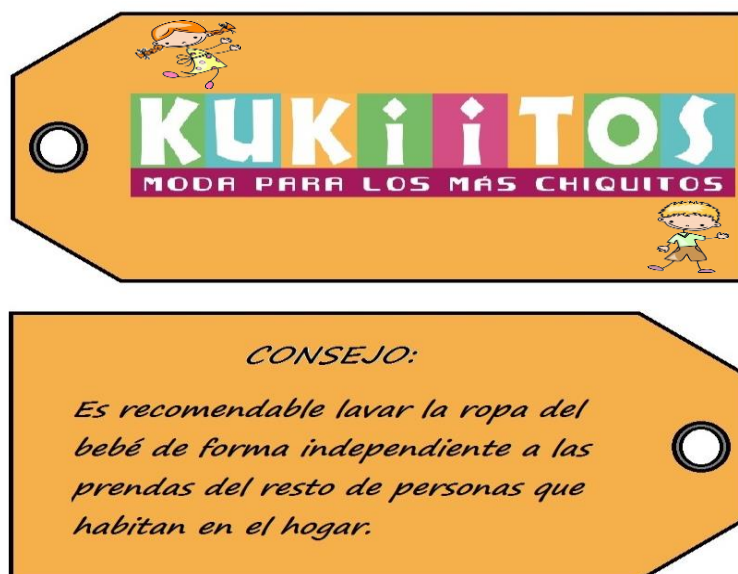 KUKiiTOS
MODA PARA LOS MÁS CHIQUITOS
CONSEJO:
Es recomendable lavar la ropa del
bebé de forma independiente a las
prendas del resto de personas que
habitan en el hogar.